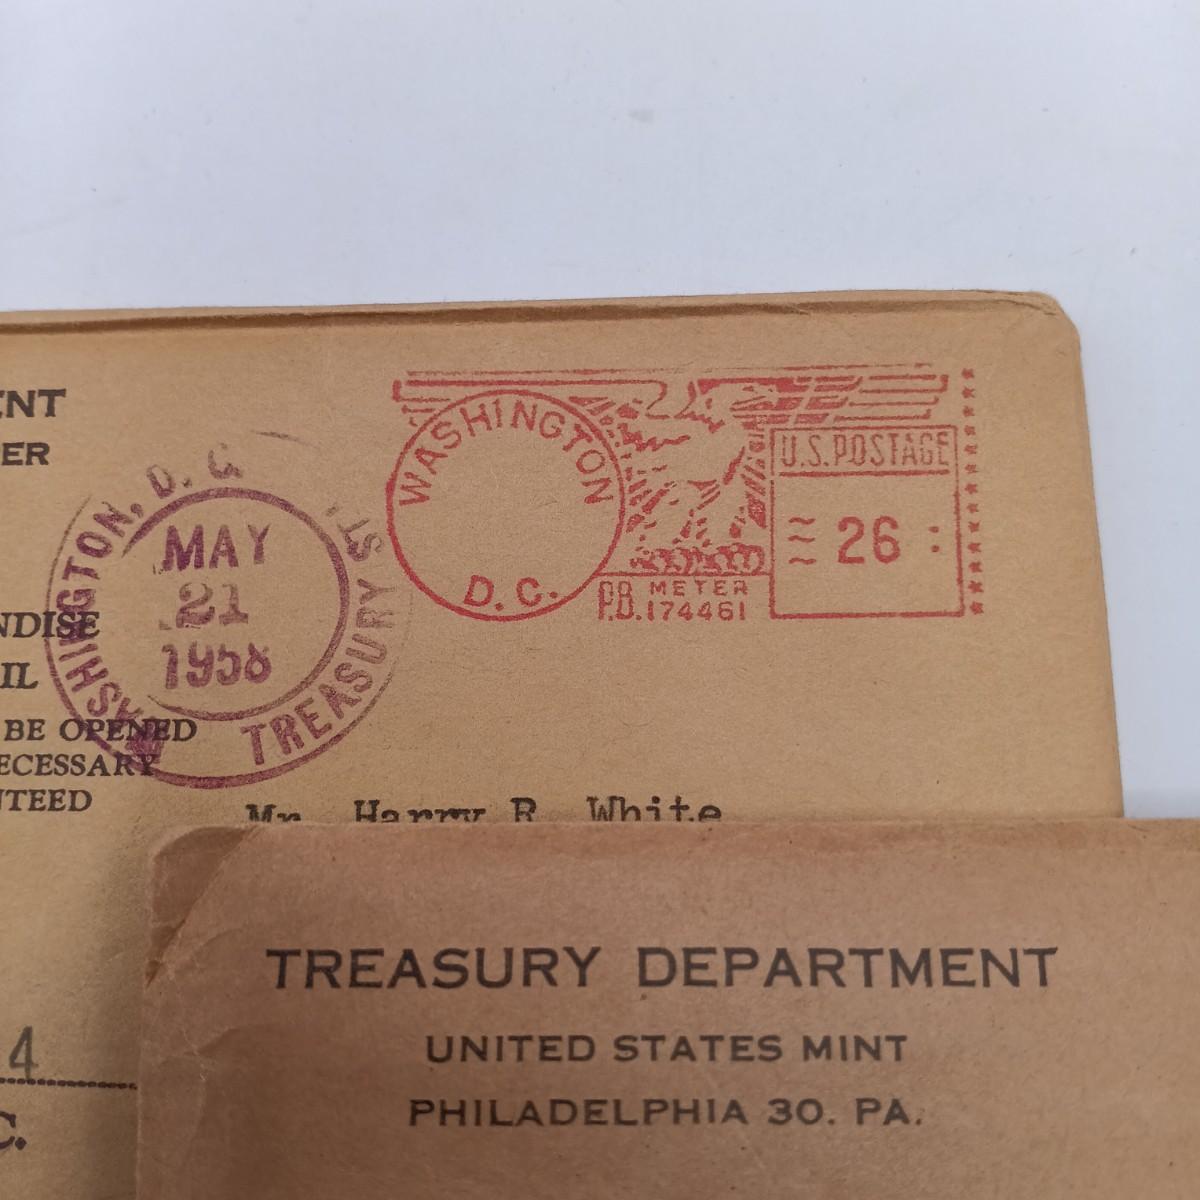 ENT
ER
WASHINGTON
D.C.
U.S. POSTAGE
26
P.B. METER
174461
WASHINGTON, D. C.
TREASURY ST.
MAY
21
1958
NDISE
IL
BE OPENED
ECESSARY
NTEED
Mr. Harry R. White
4
C.
TREASURY DEPARTMENT
UNITED STATES MINT
PHILADELPHIA 30. PA.